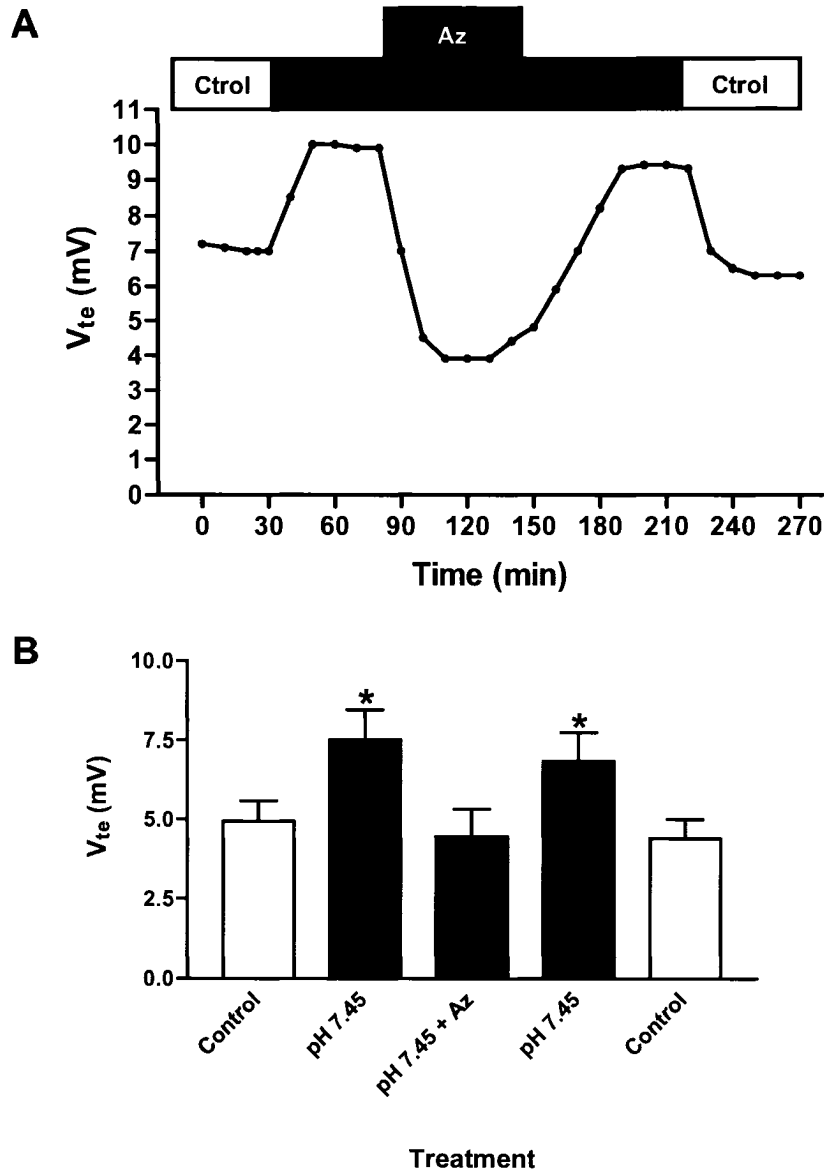 A
Az
Ctrol
Ctrol
11
10
9
8
7
6
5
4
3
2
1
0
Vte (mV)
0 30 60 90 120 150 180 210 240 270
Time (min)
B
10.0
7.5
5.0
2.5
0.0
Vte (mV)
*
*
Control
pH 7.45
pH 7.45 + Az
pH 7.45
Control
Treatment